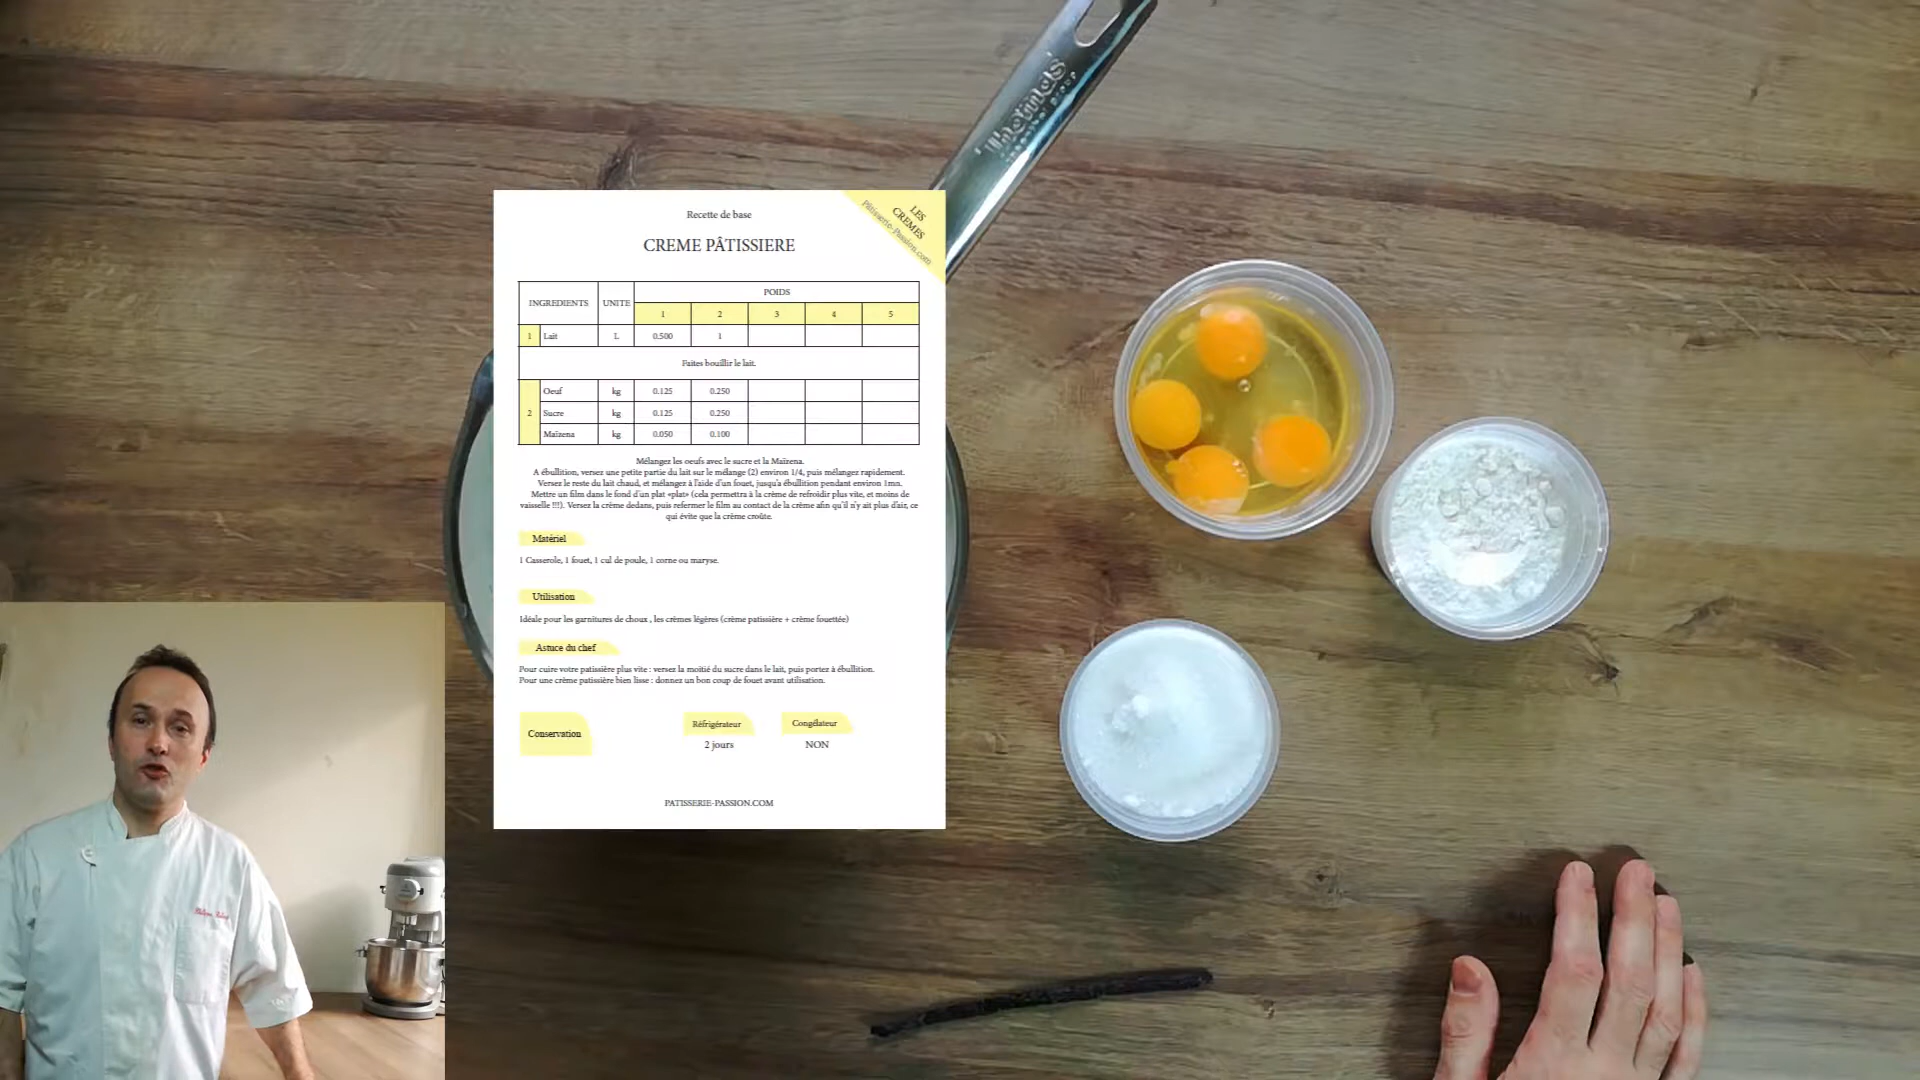 Thomas
Recette de base
LES
CREMES
Pâtisserie-Passion.com
CREME PÂTISSIERE
INGREDIENTS UNITE POIDS
1 2 3 4 5
1 Lait L 0.500 1
Faites bouillir le lait.
2 Oeuf kg 0.125 0.250
Sucre kg 0.125 0.250
Maïzena kg 0.050 0.100
Mélangez les oeufs avec le sucre et la Maïzena.
A ébullition, versez une petite partie du lait sur le mélange (2) environ 1/4, puis mélangez rapidement.
Versez le reste du lait chaud, et mélangez à l'aide d'un fouet, jusqu'a ébullition pendant environ 1mn.
Mettre un film dans le fond d'un plat «plat» (cela permettra à la crème de refroidir plus vite, et moins de
vaisselle !!!). Versez la crème dedans, puis refermer le film au contact de la crème afin qu'il n'y ait plus d'air, ce
qui évite que la crème croûte.
Matériel
1 Casserole, 1 fouet, 1 cul de poule, 1 corne ou maryse.
Utilisation
Idéale pour les garnitures de choux , les crèmes légères (crème patissière + crème fouettée)
Astuce du chef
Pour cuire votre patissière plus vite : versez la moitié du sucre dans le lait, puis portez à ébullition.
Pour une crème patissière bien lisse : donnez un bon coup de fouet avant utilisation.
Conservation
Réfrigérateur Congélateur
2 jours NON
PATISSERIE-PASSION.COM